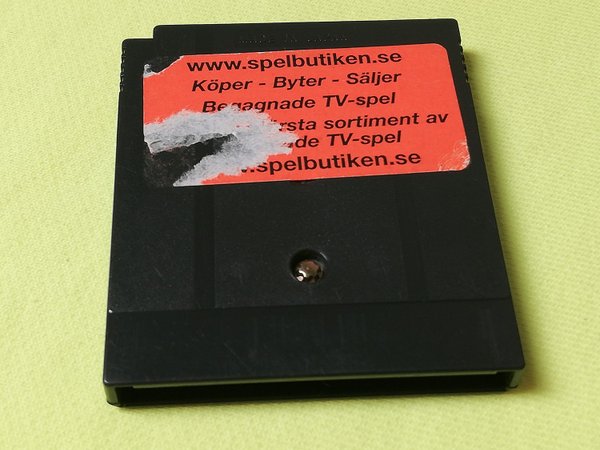 www.spelbutiken.se
Köper - Byter - Säljer
Begagnade TV-spel
rsta sortiment av
de TV-spel
.spelbutiken.se